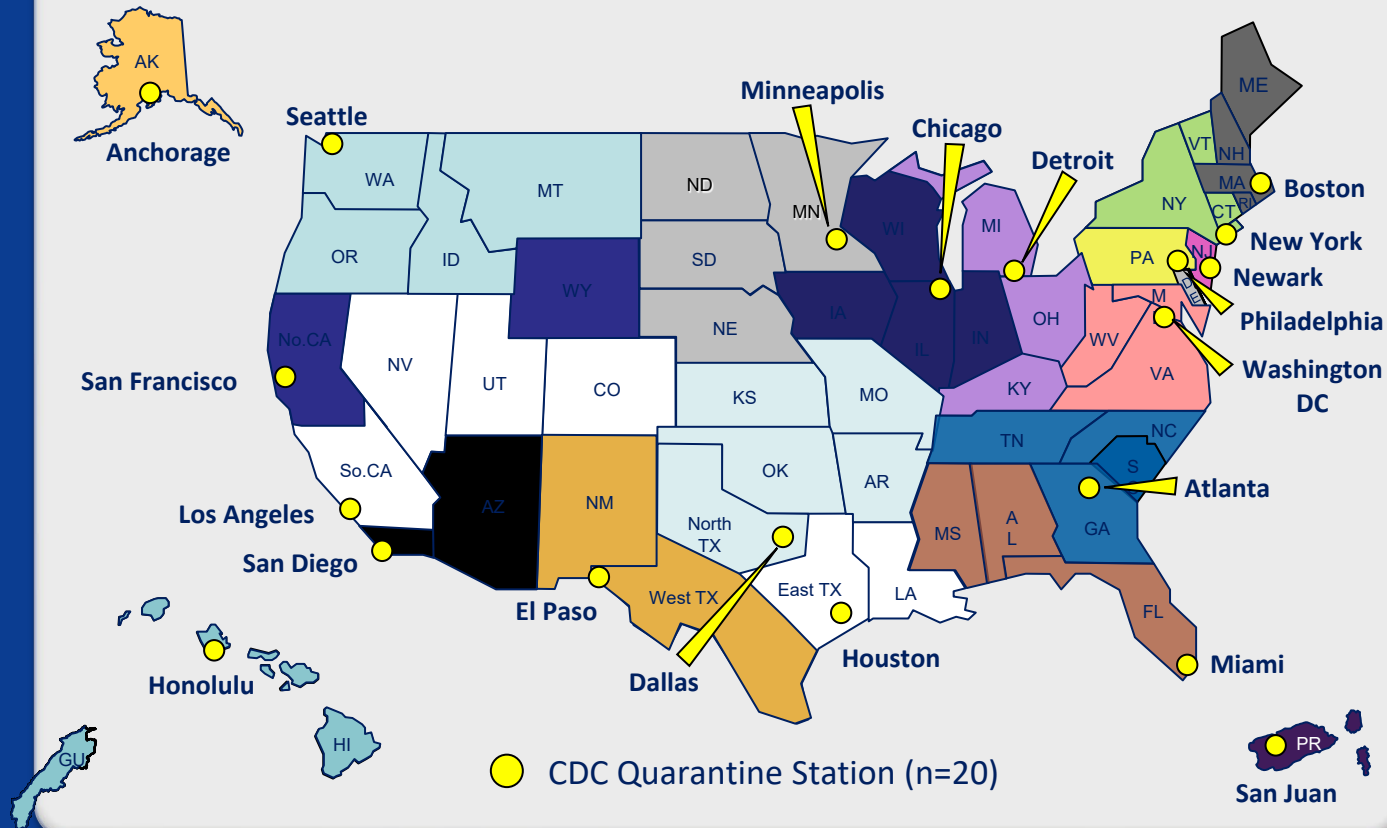 AK
Anchorage
Seattle
Minneapolis
Chicago
Detroit
ME
VT
NH
MA
RI
Boston
WA
MT
ND
MN
WI
MI
NY
CT
New York
OR
ID
SD
PA
NJ
Newark
WY
NE
IA
IL
IN
OH
D
E
M
Philadelphia
No.CA
NV
UT
CO
KS
MO
KY
WV
VA
Washington
DC
San Francisco
So.CA
AZ
NM
OK
AR
TN
NC
S
Atlanta
Los Angeles
North
TX
MS
A
L
GA
San Diego
El Paso
West TX
East TX
LA
FL
Dallas
Houston
Miami
Honolulu
HI
GU
PR
San Juan
CDC Quarantine Station (n=20)